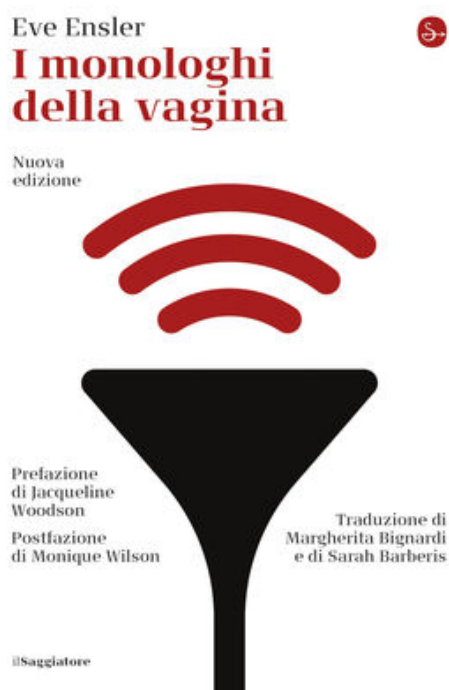 Eve Ensler
I monologhi
della vagina
Nuova
edizione
Prefazione
di Jacqueline
Woodson
Postfazione
di Monique Wilson
Traduzione di
Margherita Bignardi
e di Sarah Barberis
ilSaggiatore